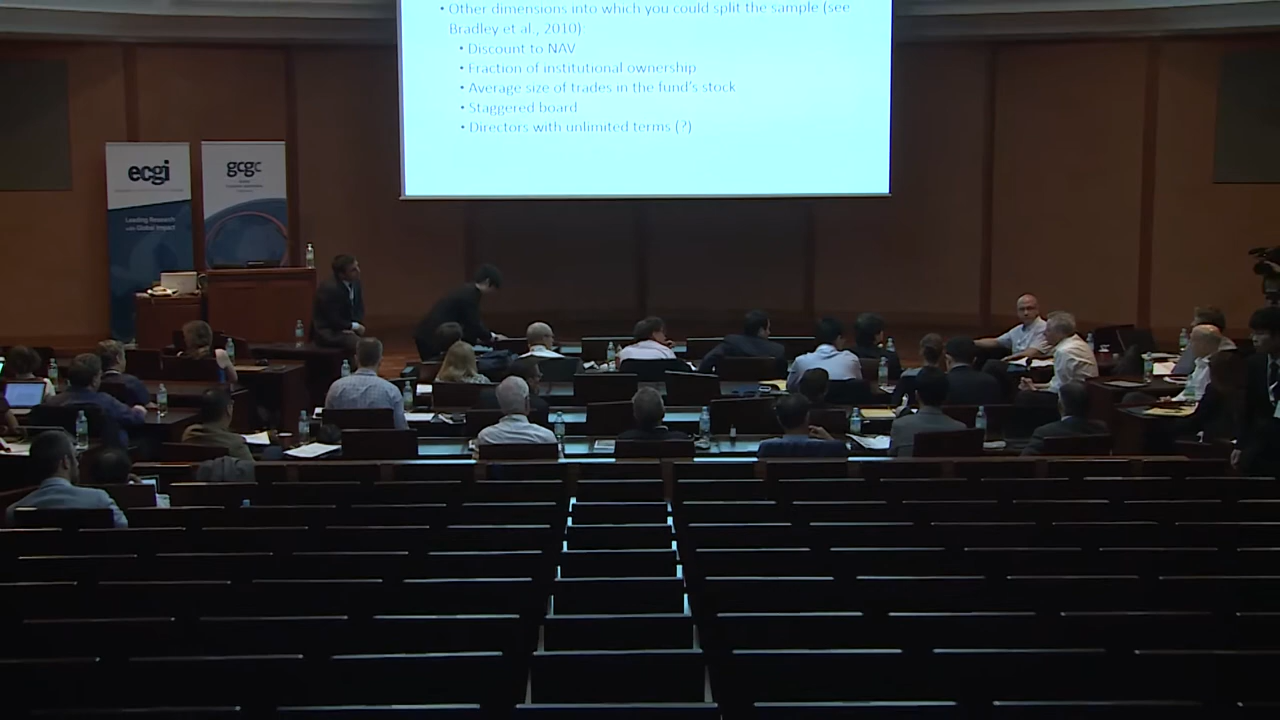 • Other dimensions into which you could split the sample (see
Bradley et al., 2010):
• Discount to NAV
• Fraction of institutional ownership
• Average size of trades in the fund's stock
• Staggered board
• Directors with unlimited terms (?)
ecgi
Leading Research
with Global Impact
gcgc